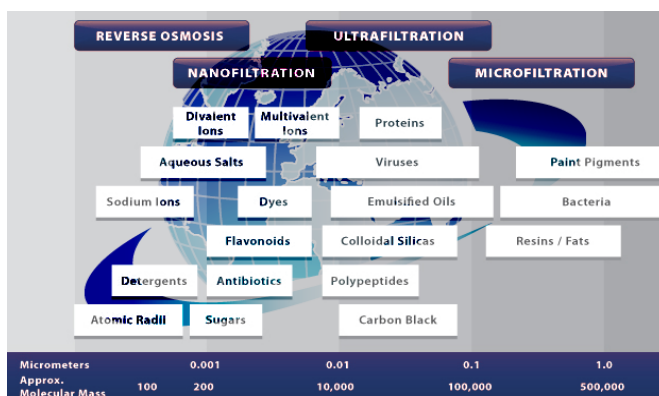 REVERSE OSMOSIS
ULTRAFILTRATION
NANOFILTRATION
MICROFILTRATION
Divalent
Ions
Multivalent
Ions
Proteins
Aqueous Salts
Viruses
Paint Pigments
Sodium Ions
Dyes
Emulsified Oils
Bacteria
Flavonoids
Colloidal Silicas
Resins / Fats
Detergents
Antibiotics
Polypeptides
Atomic Radil
Sugars
Carbon Black
Micrometers 0.001 0.01 0.1 1.0
Approx.
Molecular Mass 100 200 10,000 100,000 500,000